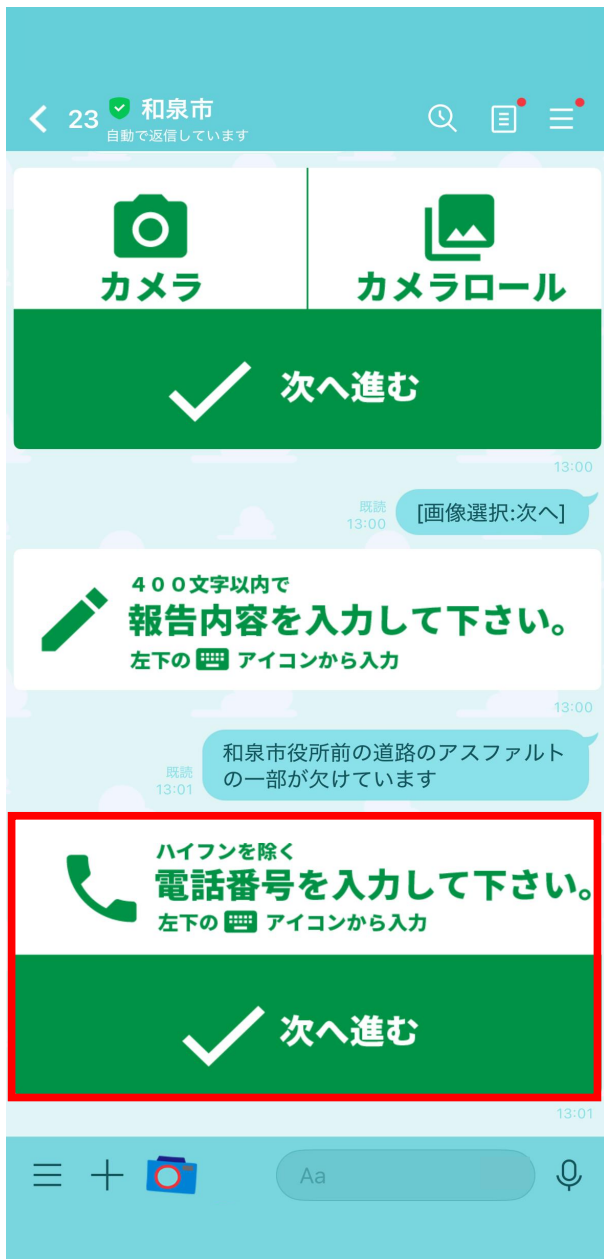 23 和泉市
自動で返信しています
カメラ
カメラロール
次へ進む
13:00
既読
13:00
[画像選択:次へ]
４００文字以内で
報告内容を入力して下さい。
左下の アイコンから入力
13:00
和泉市役所前の道路のアスファルト
の一部が欠けています
既読
13:01
ハイフンを除く
電話番号を入力して下さい。
左下の アイコンから入力
次へ進む
13:01
Aa